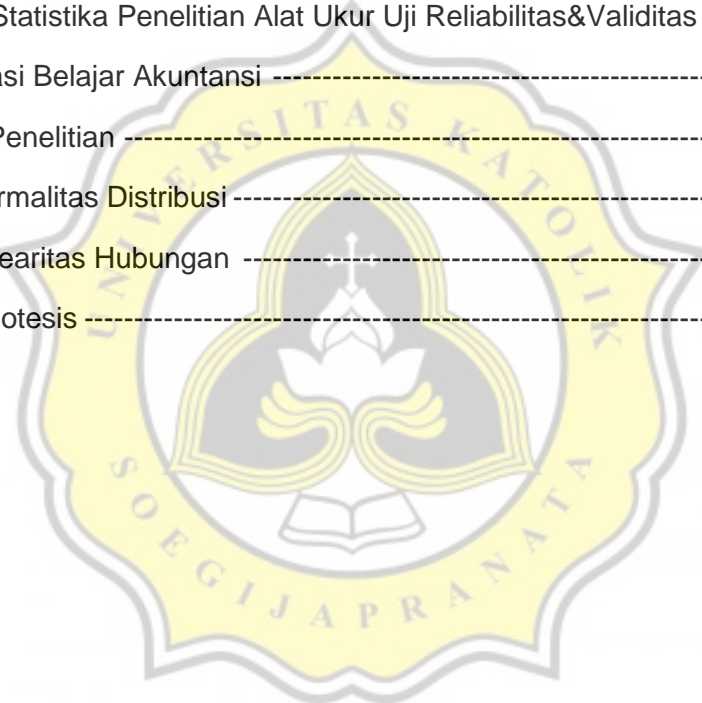 Statistika Penelitian Alat Ukur Uji Reliabilitas&Validitas
asi Belajar Akuntansi --------------------------------------------------
Penelitian ----------------------------------------------------------------
rmalitas Distribusi ----------------------------------------------------
earitas Hubungan ---------------------------------------------------
otesis ---------------------------------------------------------------------
UNIVERSITAS KATOLIK
SOEGIJAPRANATA